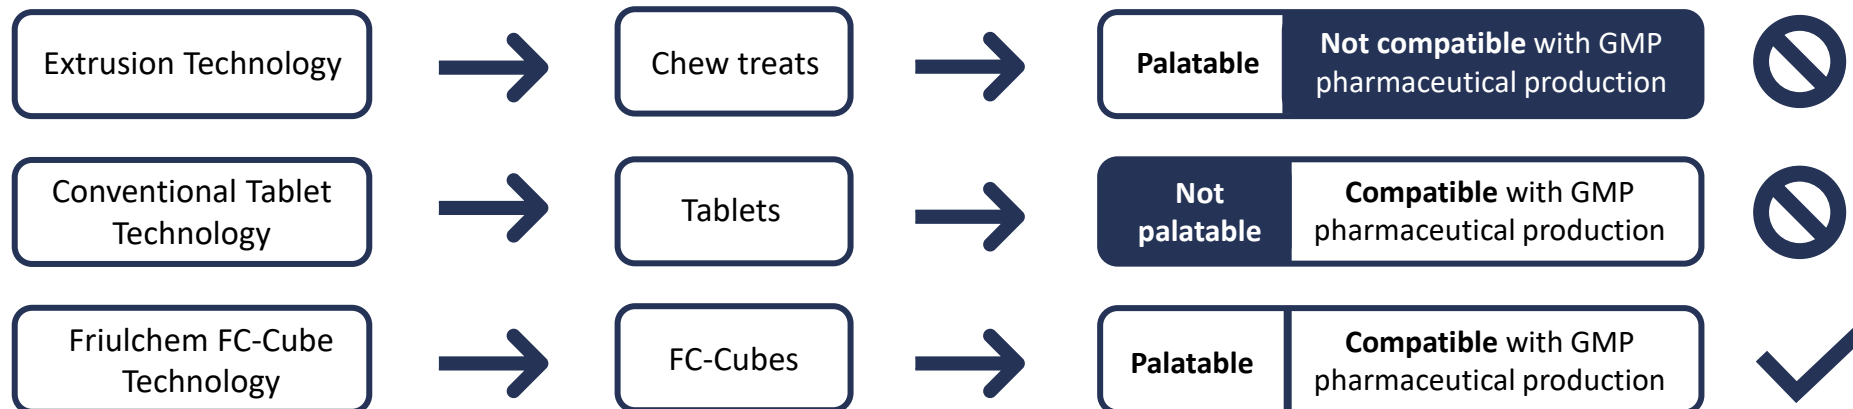 Extrusion Technology
Chew treats
Palatable
Not compatible with GMP
pharmaceutical production
Conventional Tablet
Technology
Tablets
Not
palatable
Compatible with GMP
pharmaceutical production
Friulchem FC-Cube
Technology
FC-Cubes
Palatable
Compatible with GMP
pharmaceutical production